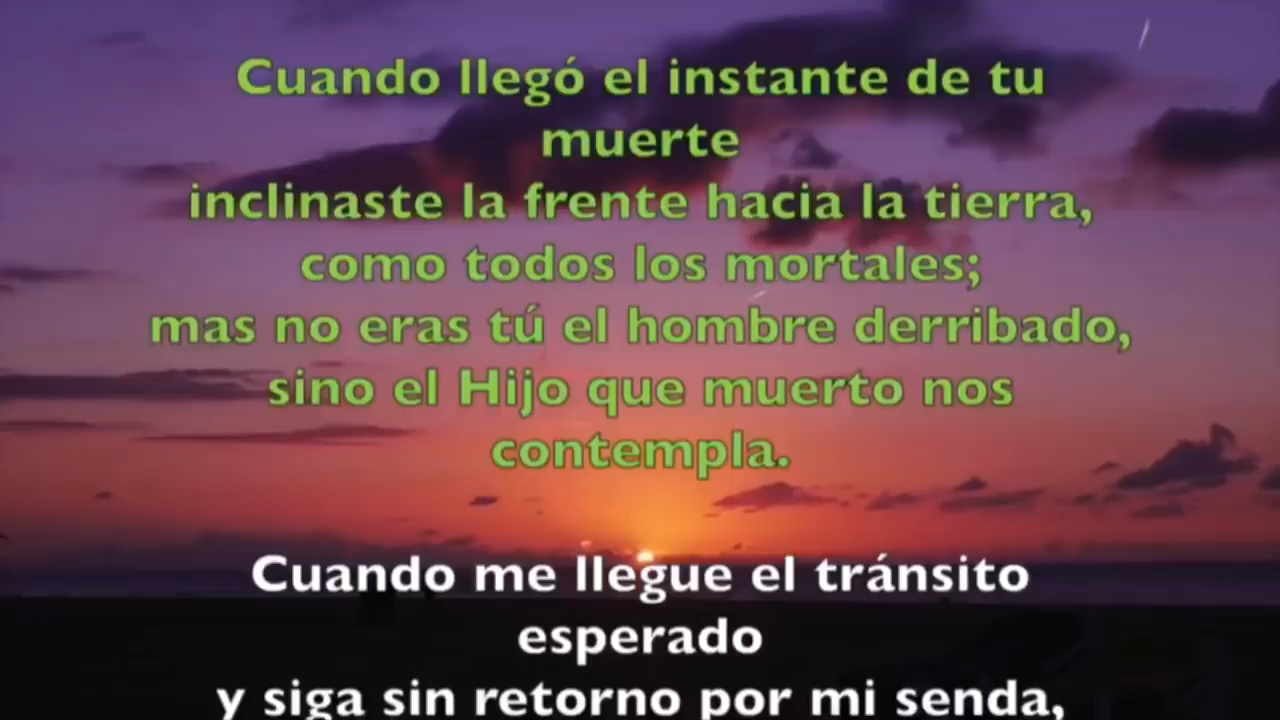 Cuando llegó el instante de tu
muerte
inclinaste la frente hacia la tierra,
como todos los mortales;
mas no eras tú el hombre derribado,
sino el Hijo que muerto nos
contempla.
Cuando me llegue el tránsito
esperado
y siga sin retorno por mi senda,